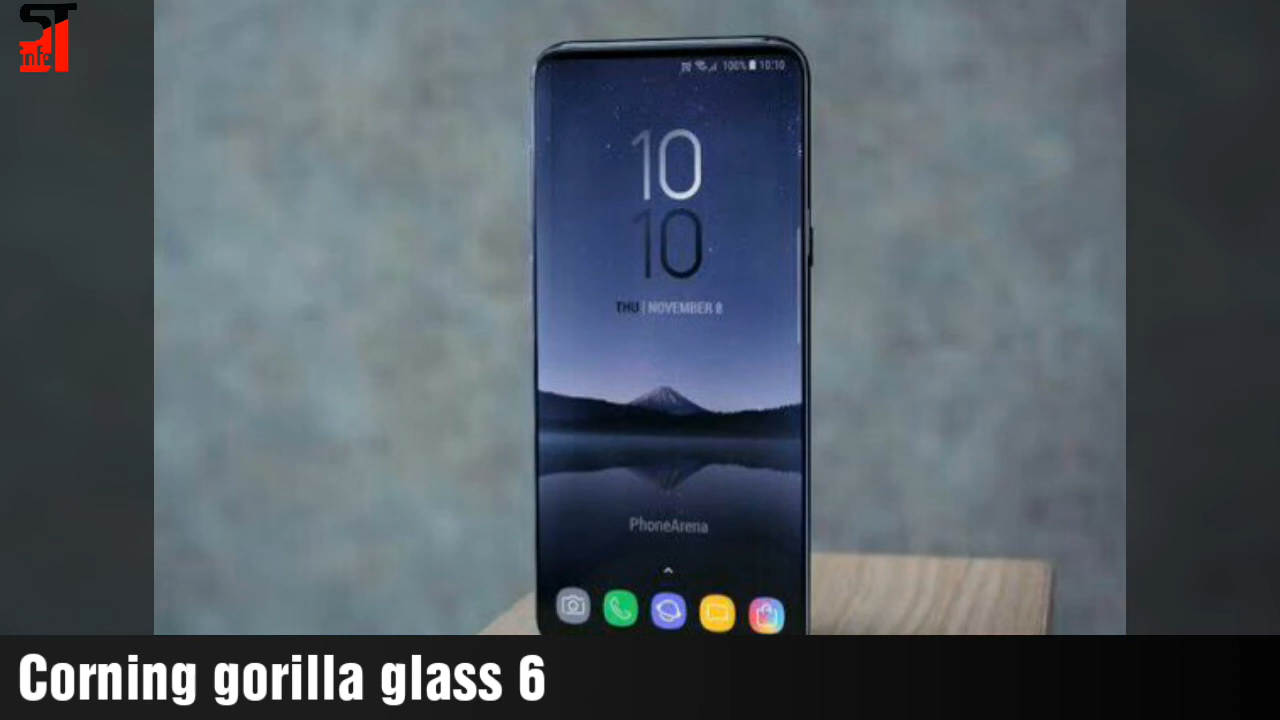 ST
info
100% 10:10
10
10
THU | NOVEMBER 8
PhoneArena
Corning gorilla glass 6